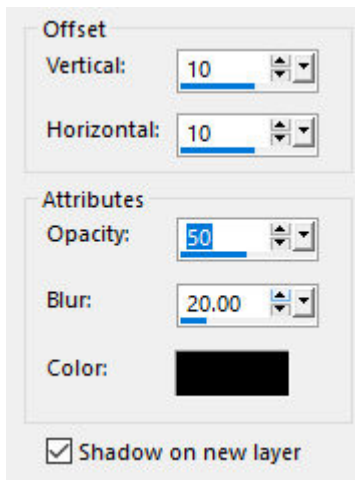 Offset
Vertical: 10
Horizontal: 10
Attributes
Opacity: 50
Blur: 20.00
Color:
Shadow on new layer